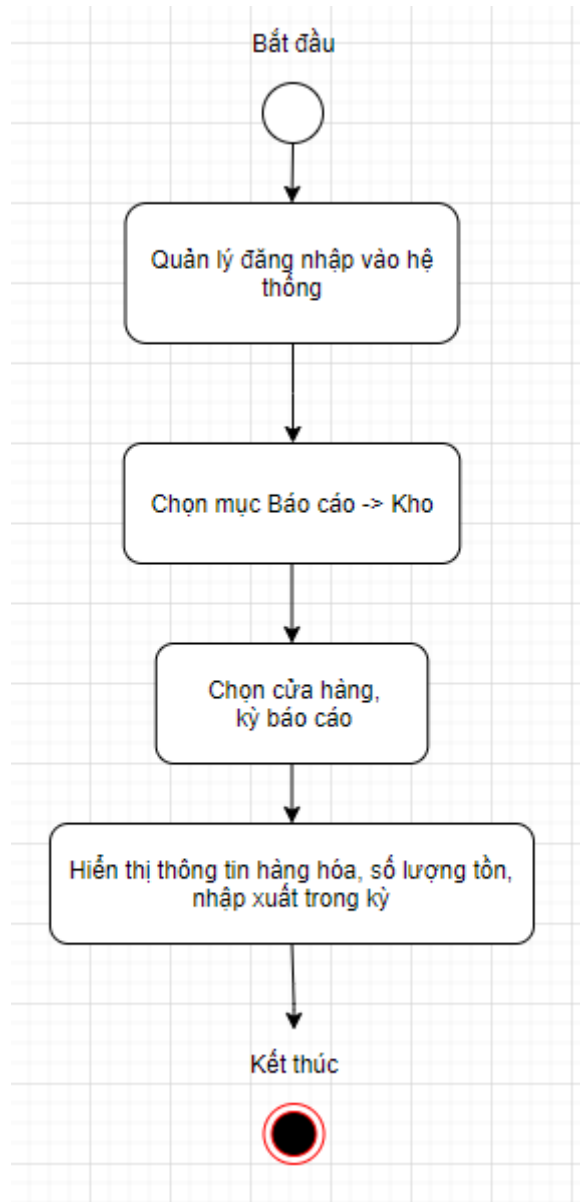 Bắt đầu
Quản lý đăng nhập vào hệ
thống
Chọn mục Báo cáo -> Kho
Chọn cửa hàng,
kỳ báo cáo
Hiển thị thông tin hàng hóa, số lượng tồn,
nhập xuất trong kỳ
Kết thúc